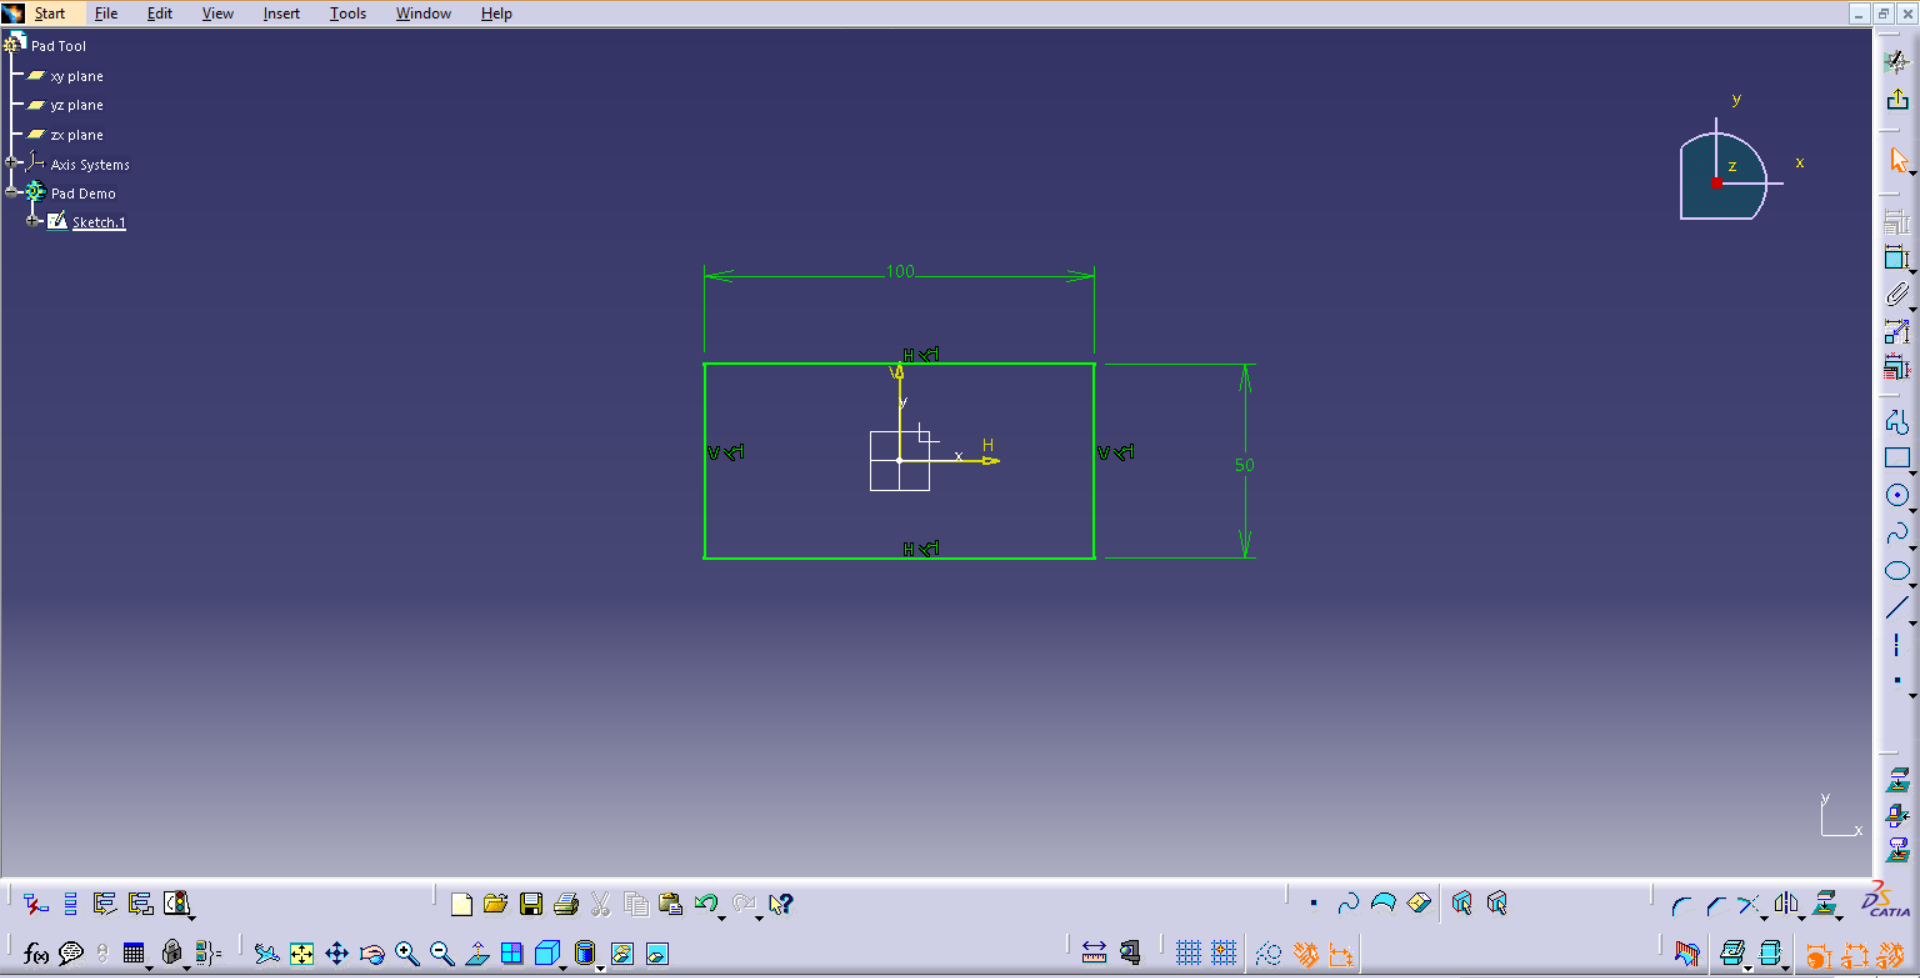 Start File Edit View Insert Tools Window Help
Pad Tool
xy plane
yz plane
zx plane
Axis Systems
Pad Demo
Sketch.1
y
z x
100
H
V
y
V x H V
50
H
y
x
f(x)
DS
CATIA